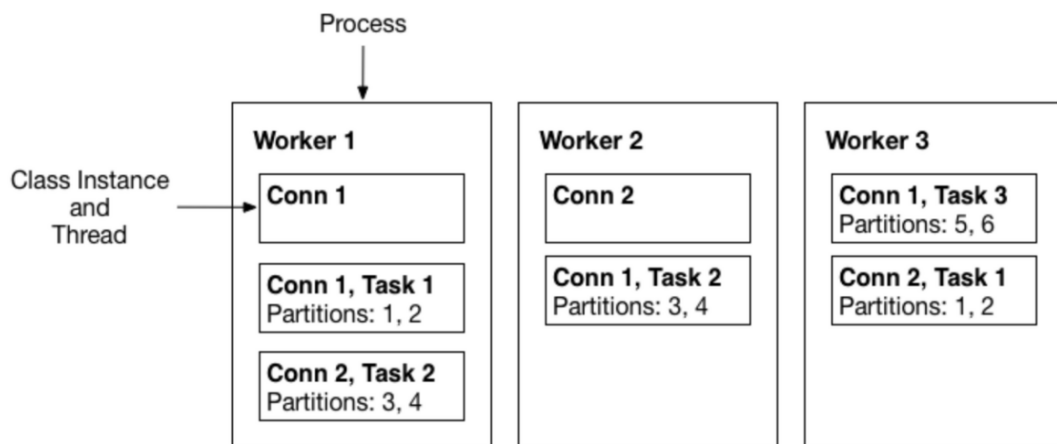 Process
Worker 1
Worker 2
Worker 3
Class Instance
and
Thread
Conn 1
Conn 2
Conn 1, Task 3
Partitions: 5, 6
Conn 1, Task 1
Partitions: 1, 2
Conn 1, Task 2
Partitions: 3, 4
Conn 2, Task 1
Partitions: 1, 2
Conn 2, Task 2
Partitions: 3, 4